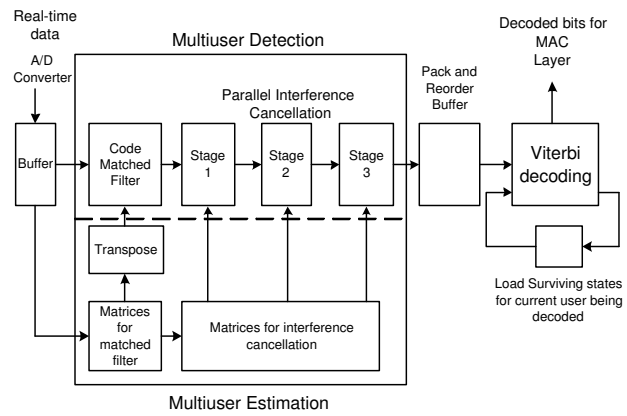 Real-time
data
A/D
Converter
Multiuser Detection
Decoded bits for
MAC
Layer
Pack and
Reorder
Buffer
Parallel Interference
Cancellation
Buffer
Code
Matched
Filter
Stage
1
Stage
2
Stage
3
Viterbi
decoding
Transpose
Matrices
for
matched
filter
Matrices for interference
cancellation
Load Surviving states
for current user being
decoded
Multiuser Estimation